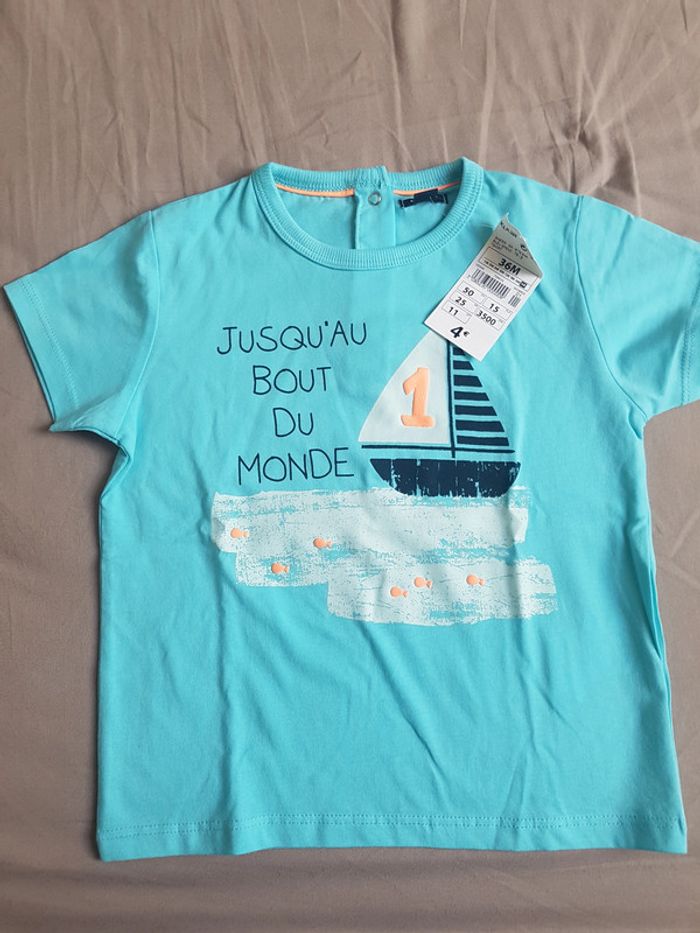 36M
50 15
25 3500
11 4€
JUSQU'AU
BOUT
DU
MONDE
1